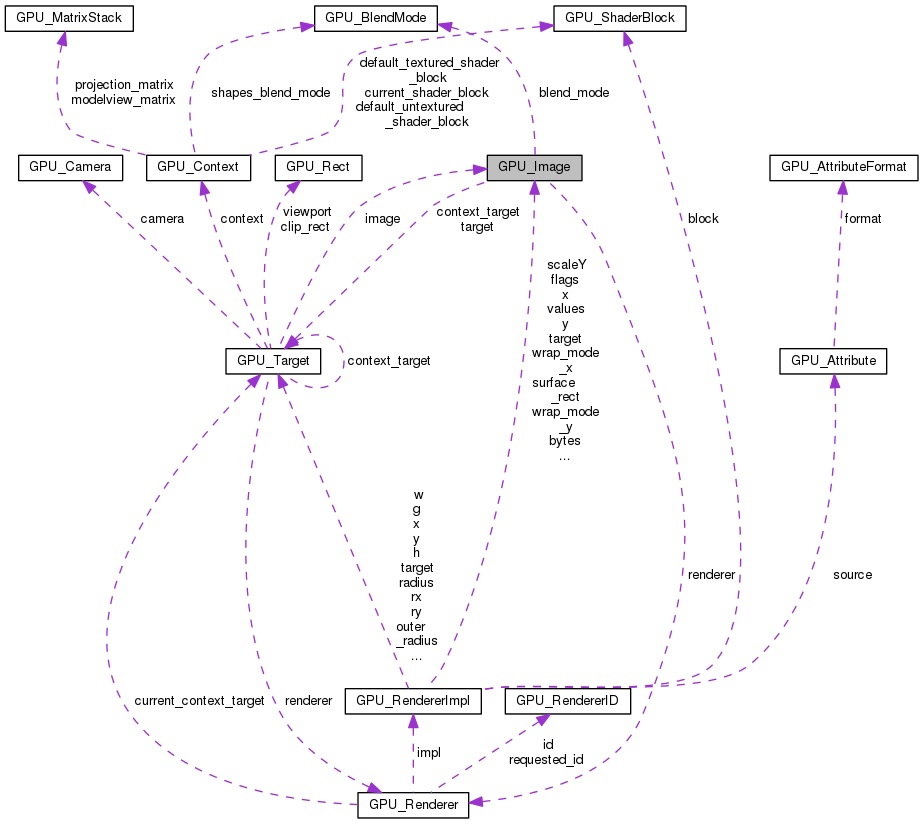 GPU_MatrixStack
GPU_BlendMode
GPU_ShaderBlock
projection_matrix
modelview_matrix
shapes_blend_mode
default_textured_shader
_block
current_shader_block
default_untextured
_shader_block
blend_mode
GPU_Camera
GPU_Context
GPU_Rect
GPU_Image
GPU_AttributeFormat
camera
context
viewport
clip_rect
image
context_target
target
block
format
scaleY
flags
x
values
y
target
wrap_mode
_x
surface
_rect
wrap_mode
_y
bytes
...
GPU_Target
context_target
GPU_Attribute
w
g
x
y
h
target
radius
rx
ry
outer
_radius
...
renderer
source
current_context_target
renderer
GPU_RendererImpl
GPU_RendererID
impl
id
requested_id
GPU_Renderer